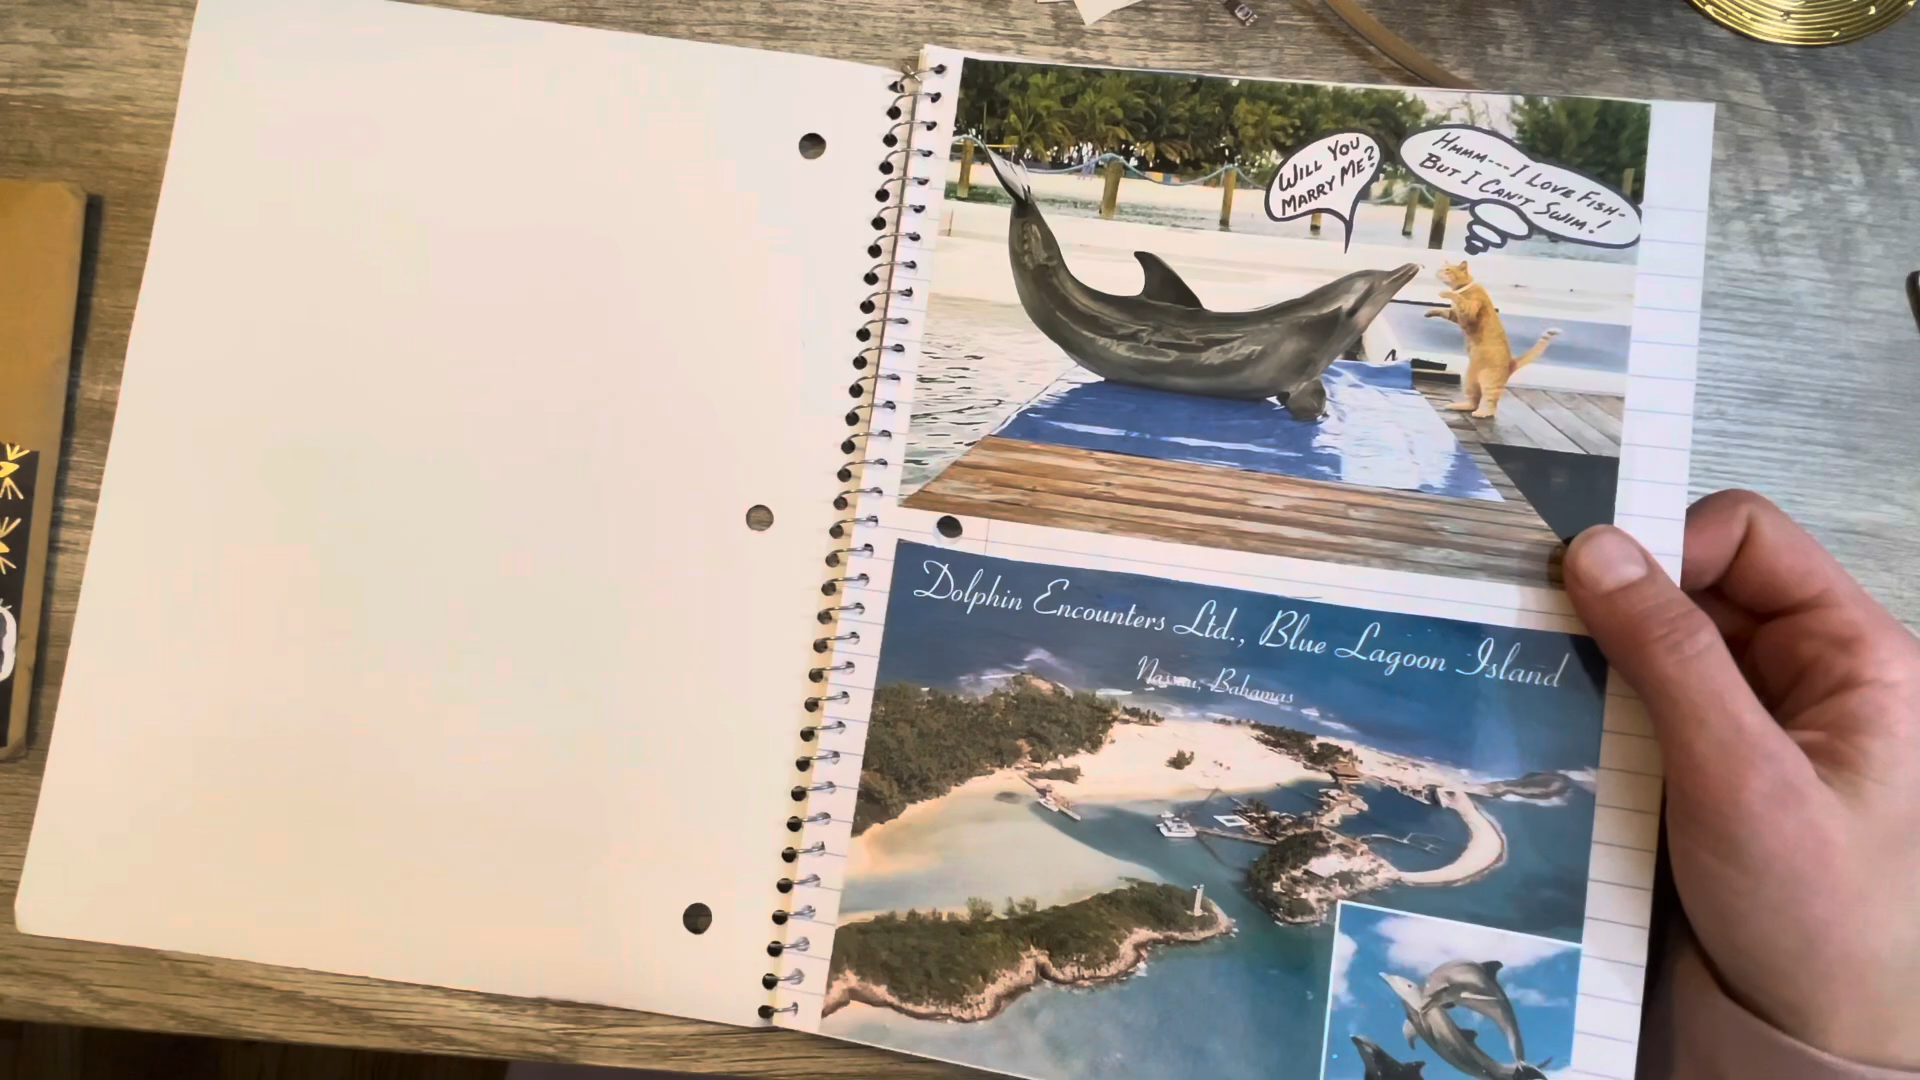 WILL YOU
MARRY ME?
HMMM---I LOVE FISH-
BUT I CAN'T SWIM!
Dolphin Encounters Ltd., Blue Lagoon Island
Nassau, Bahamas